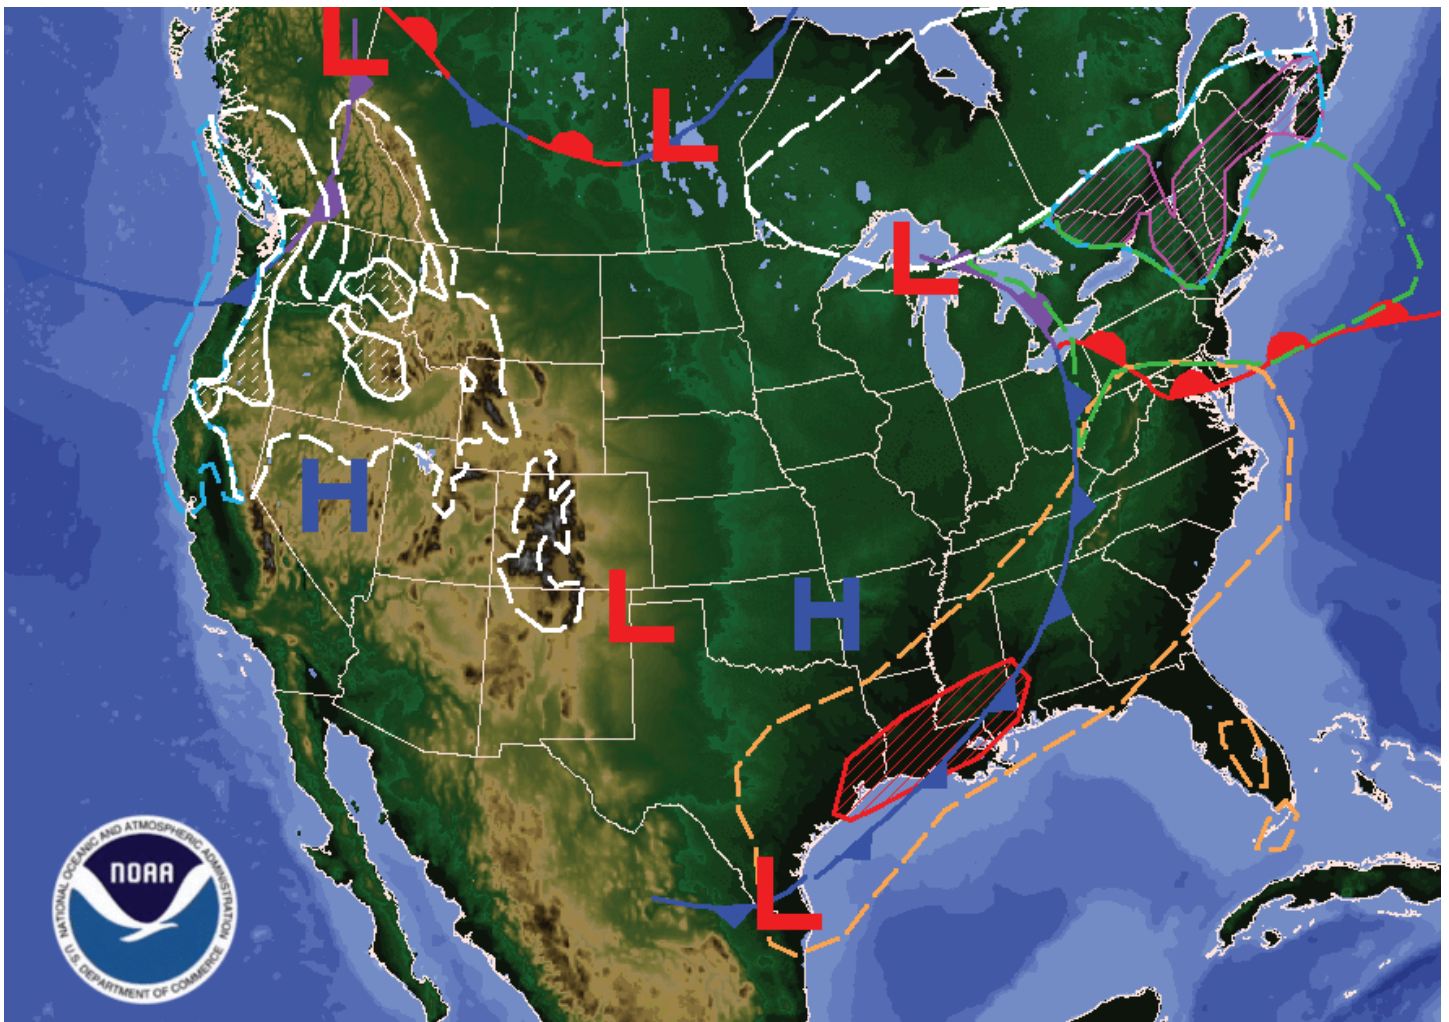 L
L
L
H
L
H
L
NATIONAL OCEANIC AND ATMOSPHERIC ADMINISTRATION
NOAA
U.S. DEPARTMENT OF COMMERCE